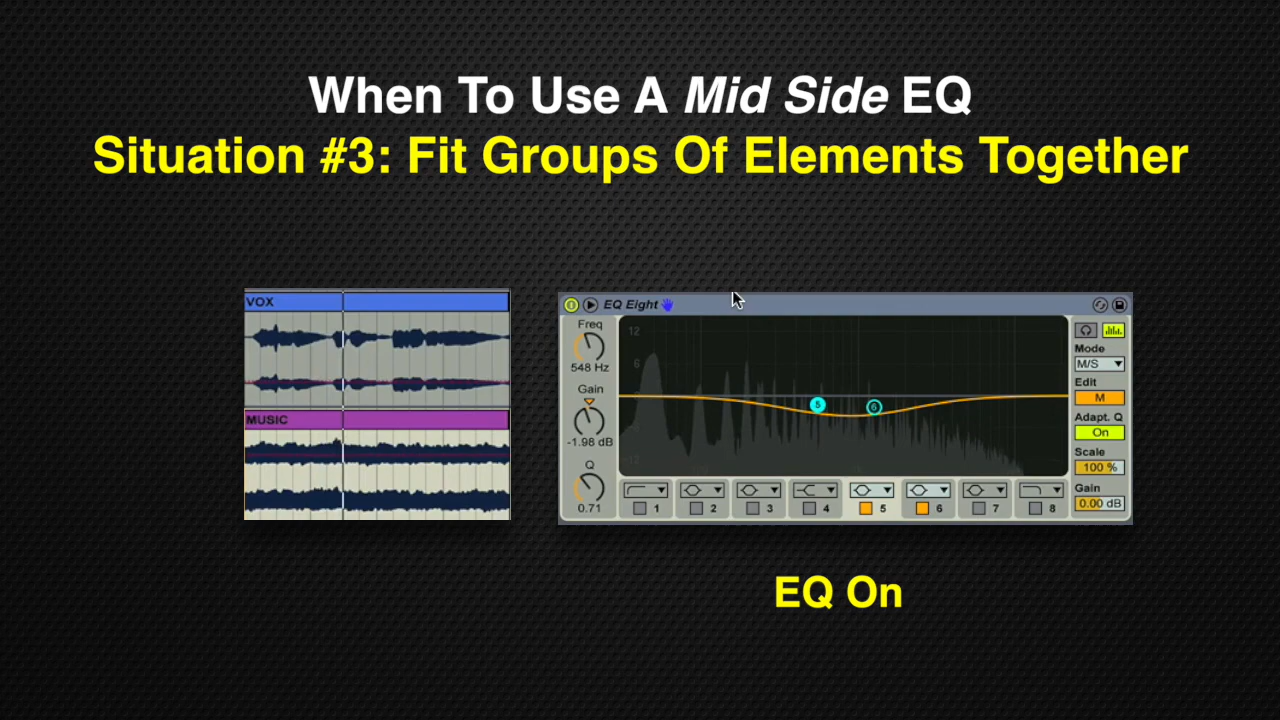 When To Use A Mid Side EQ
Situation #3: Fit Groups Of Elements Together
VOX
MUSIC
EQ Eight
Freq
548 Hz
Gain
-1.98 dB
Q
0.71
12
6
5
6
1 2 3 4 5 6 7 8
Mode
M/S
Edit
M
Adapt. Q
On
Scale
100 %
Gain
0.00 dB
EQ On